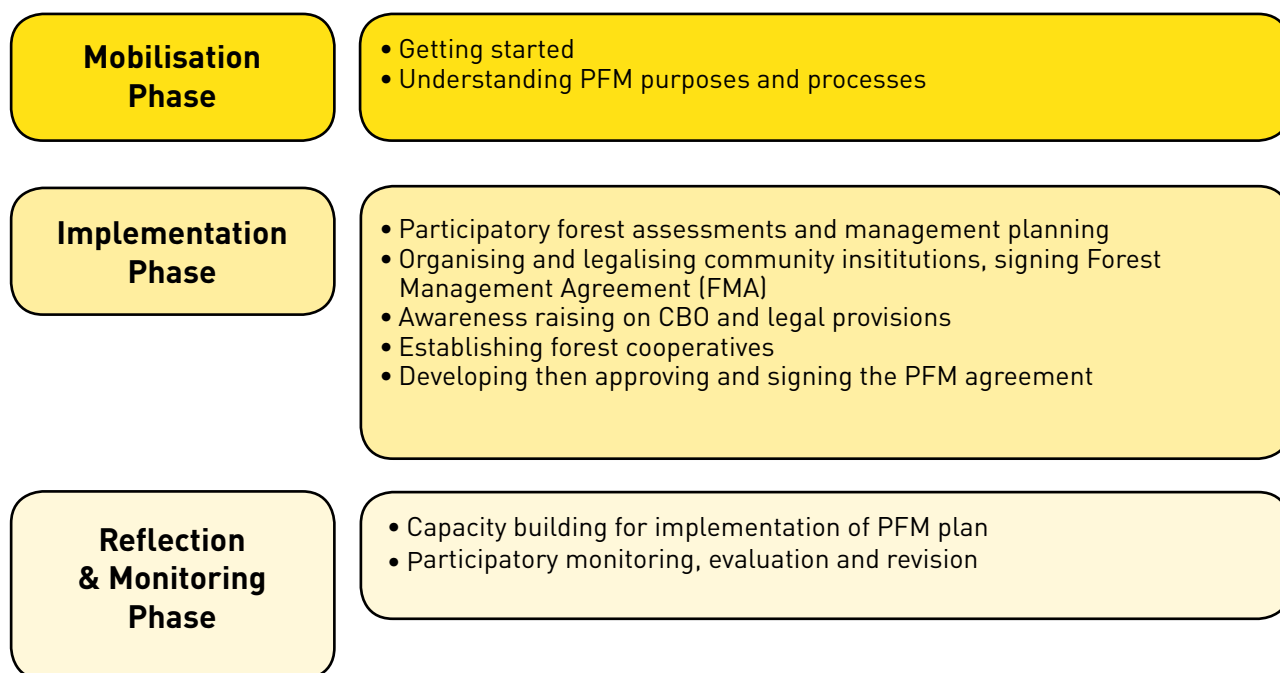 Mobilisation
Phase
• Getting started
• Understanding PFM purposes and processes
Implementation
Phase
• Participatory forest assessments and management planning
• Organising and legalising community insititutions, signing Forest
Management Agreement (FMA)
• Awareness raising on CBO and legal provisions
• Establishing forest cooperatives
• Developing then approving and signing the PFM agreement
Reflection
& Monitoring
Phase
• Capacity building for implementation of PFM plan
• Participatory monitoring, evaluation and revision